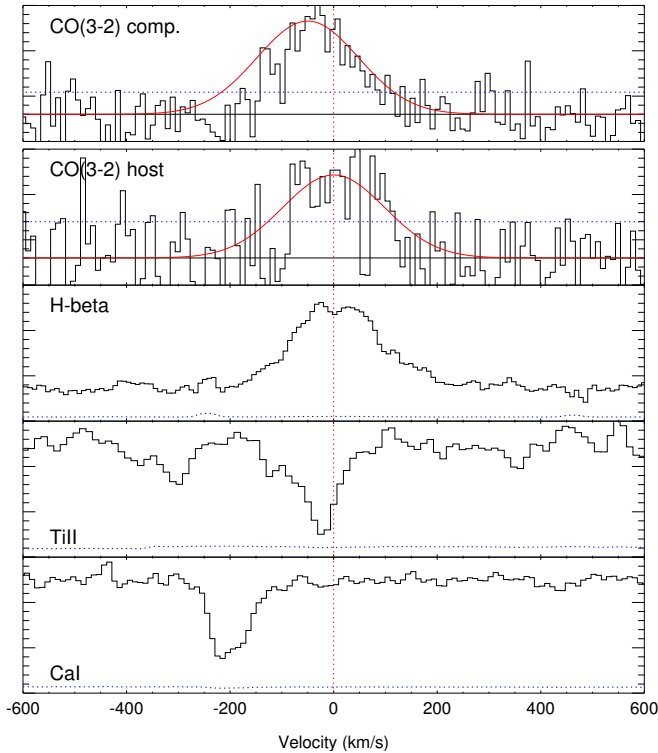 CO(3-2) comp.
CO(3-2) host
H-beta
TiII
CaI
-600 -400 -200 0 200 400 600
Velocity (km/s)